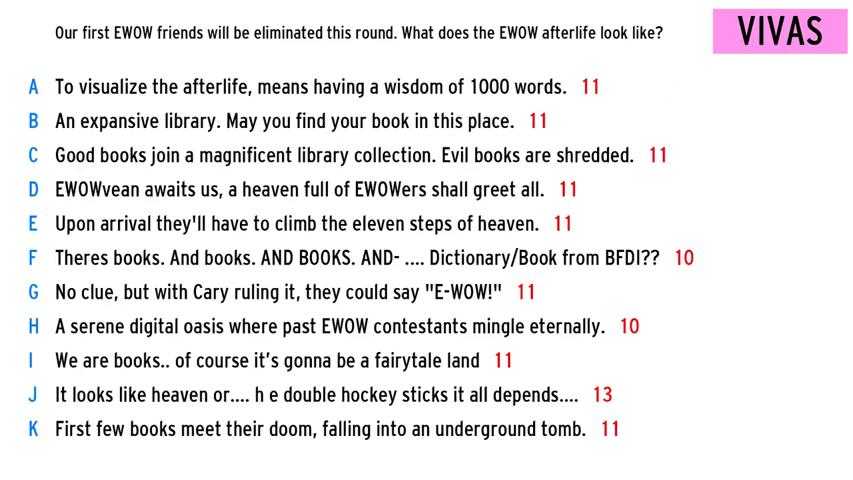 Our first EWOW friends will be eliminated this round. What does the EWOW afterlife look like?
VIVAS
A To visualize the afterlife, means having a wisdom of 1000 words. 11
B An expansive library. May you find your book in this place. 11
C Good books join a magnificent library collection. Evil books are shredded. 11
D EWOWvean awaits us, a heaven full of EWOWers shall greet all. 11
E Upon arrival they'll have to climb the eleven steps of heaven. 11
F Theres books. And books. AND BOOKS. AND- .... Dictionary/Book from BFDI?? 10
G No clue, but with Cary ruling it, they could say "E-WOW!" 11
H A serene digital oasis where past EWOW contestants mingle eternally. 10
I We are books.. of course it's gonna be a fairytale land 11
J It looks like heaven or.... h e double hockey sticks it all depends.... 13
K First few books meet their doom, falling into an underground tomb. 11